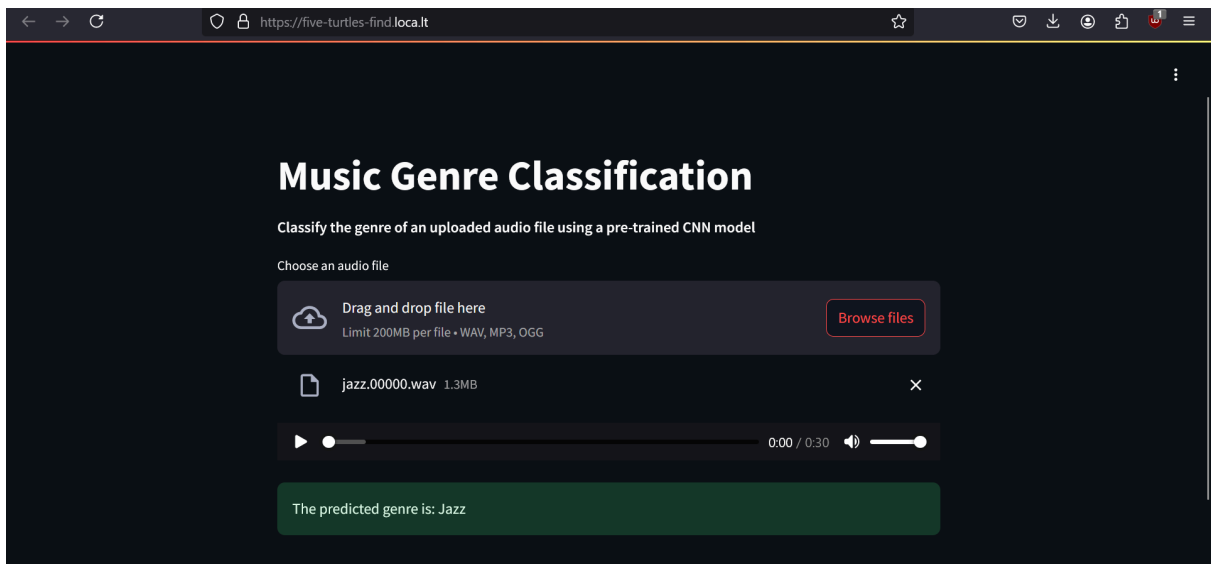 https://five-turtles-find.loca.lt
1
Music Genre Classification
Classify the genre of an uploaded audio file using a pre-trained CNN model
Choose an audio file
Drag and drop file here
Limit 200MB per file • WAV, MP3, OGG
Browse files
jazz.00000.wav 1.3MB
0:00 / 0:30
The predicted genre is: Jazz